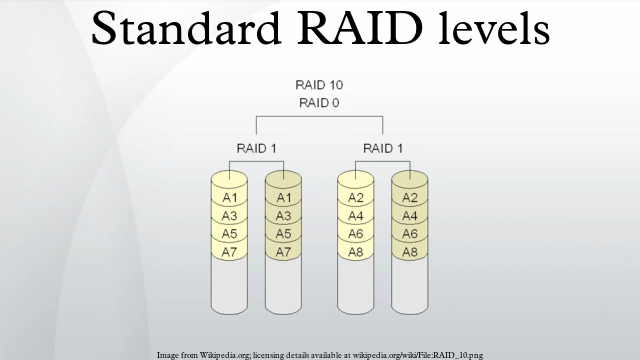 Standard RAID levels
RAID 10
RAID 0
RAID 1 RAID 1
A1 A1 A2 A2
A3 A3 A4 A4
A5 A5 A6 A6
A7 A7 A8 A8
Image from Wikipedia.org; licensing details available at wikipedia.org/wiki/File:RAID_10.png